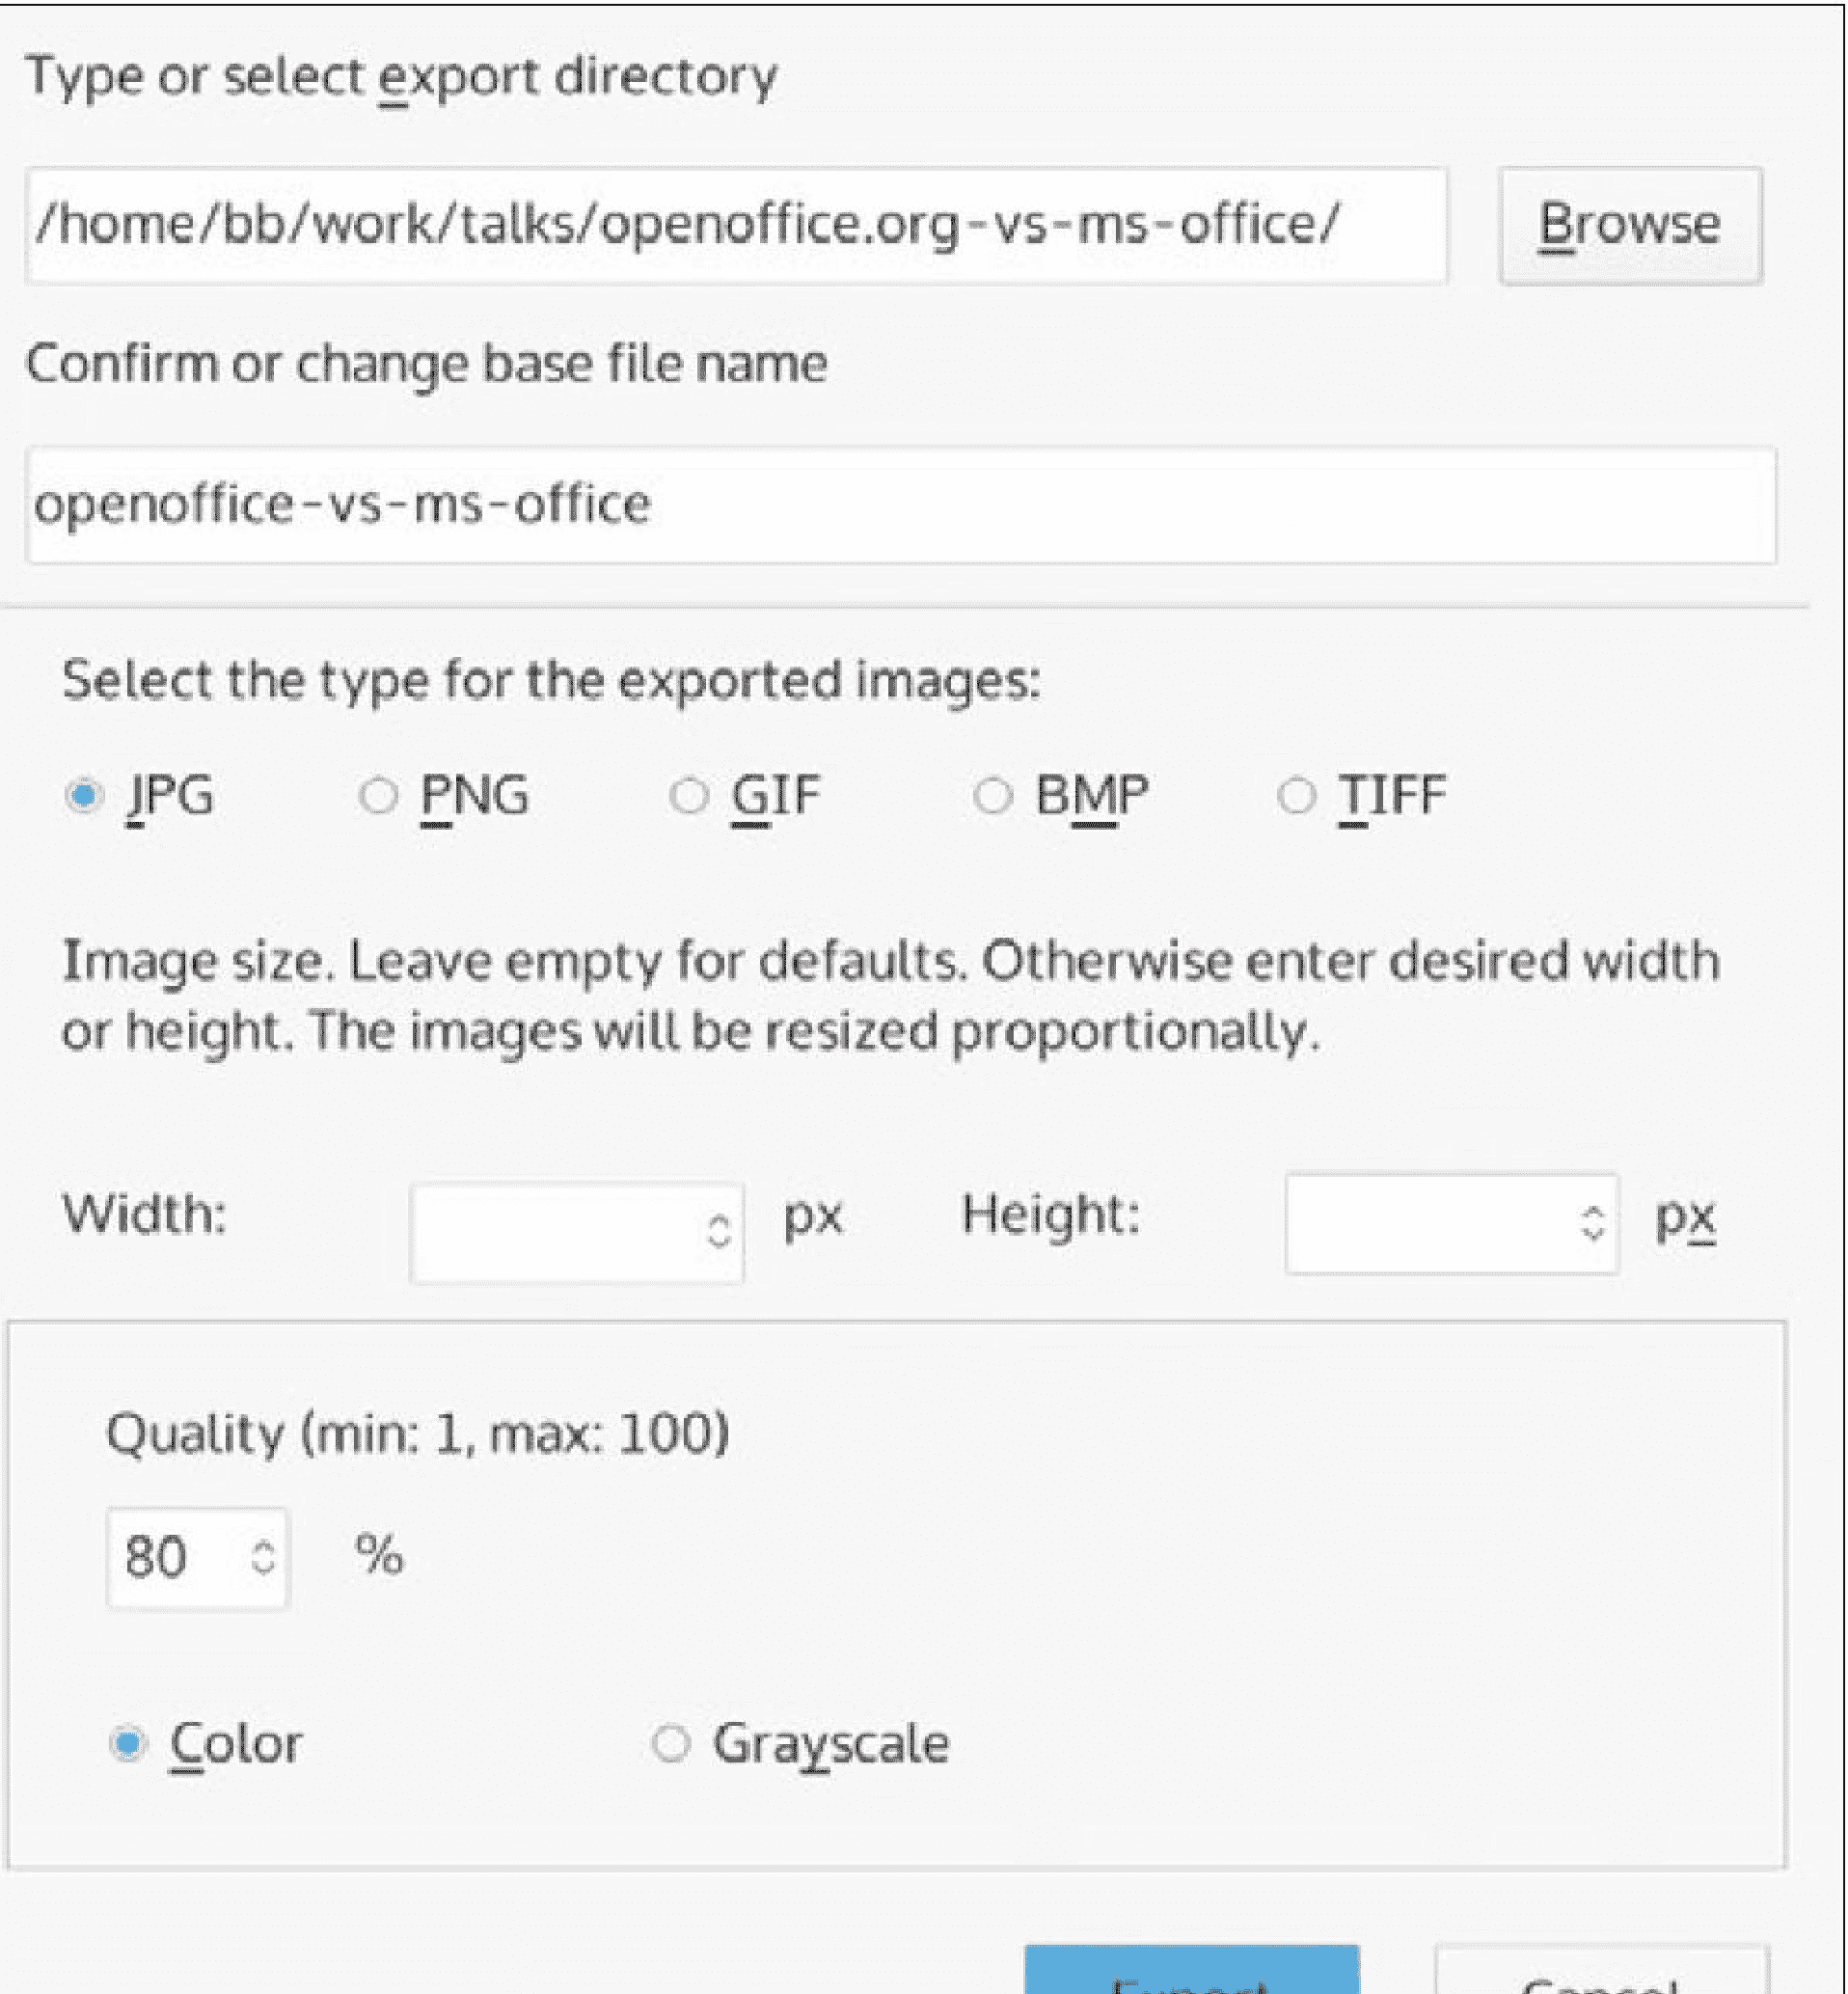 Type or select export directory
/home/bb/work/talks/openoffice.org-vs-ms-office/ Browse
Confirm or change base file name
openoffice-vs-ms-office
Select the type for the exported images:
JPG PNG GIF BMP TIFF
Image size. Leave empty for defaults. Otherwise enter desired width
or height. The images will be resized proportionally.
Width: px Height: px
Quality (min: 1, max: 100)
80 %
Color Grayscale
Export Cancel